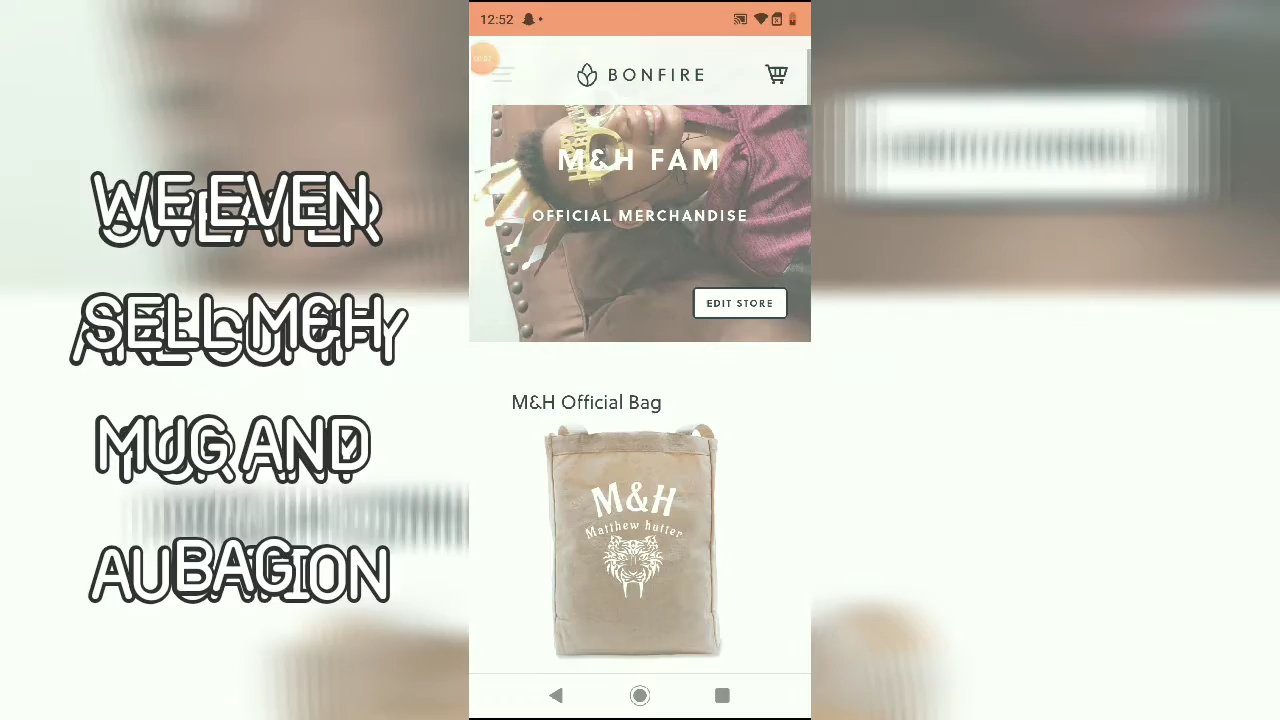 WE EVEN
SELL M&H
MUG AND
BAG
12:52
BONFIRE
M&H FAM
OFFICIAL MERCHANDISE
EDIT STORE
M&H Official Bag
M&H
Matthew hutter